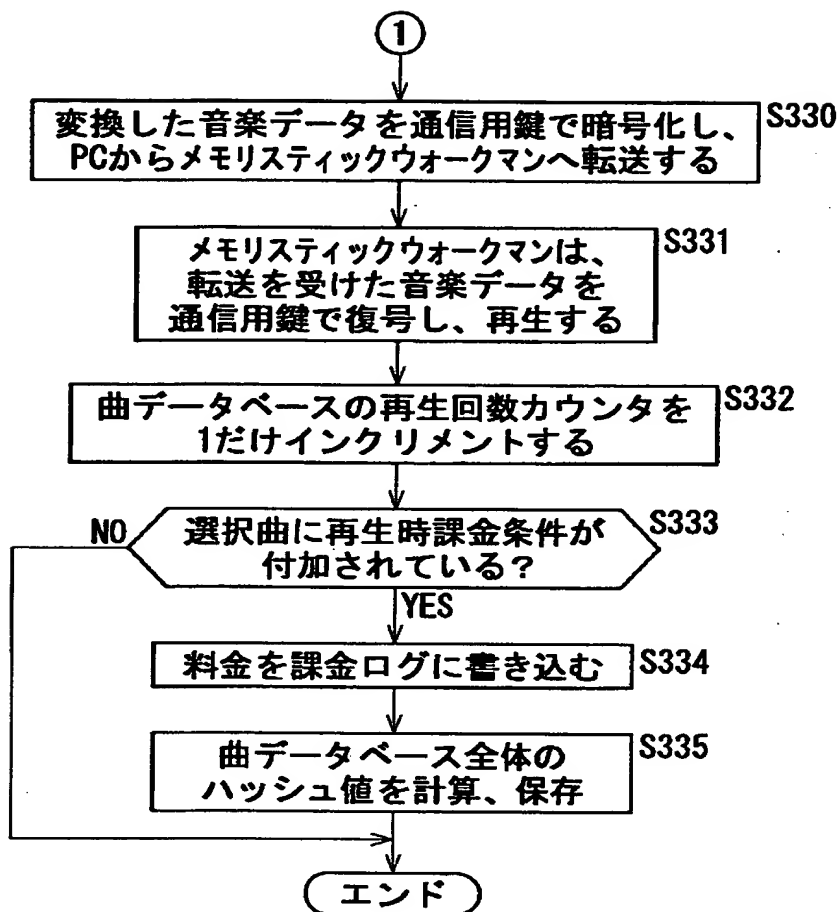 1
変換した音楽データを通信用鍵で暗号化し、
PCからメモリスティックウォークマンへ転送する
S330
メモリスティックウォークマンは、
転送を受けた音楽データを
通信用鍵で復号し、再生する
S331
曲データベースの再生回数カウンタを
1だけインクリメントする
S332
選択曲に再生時課金条件が
付加されている?
S333
NO
YES
料金を課金ログに書き込む
S334
曲データベース全体の
ハッシュ値を計算、保存
S335
エンド